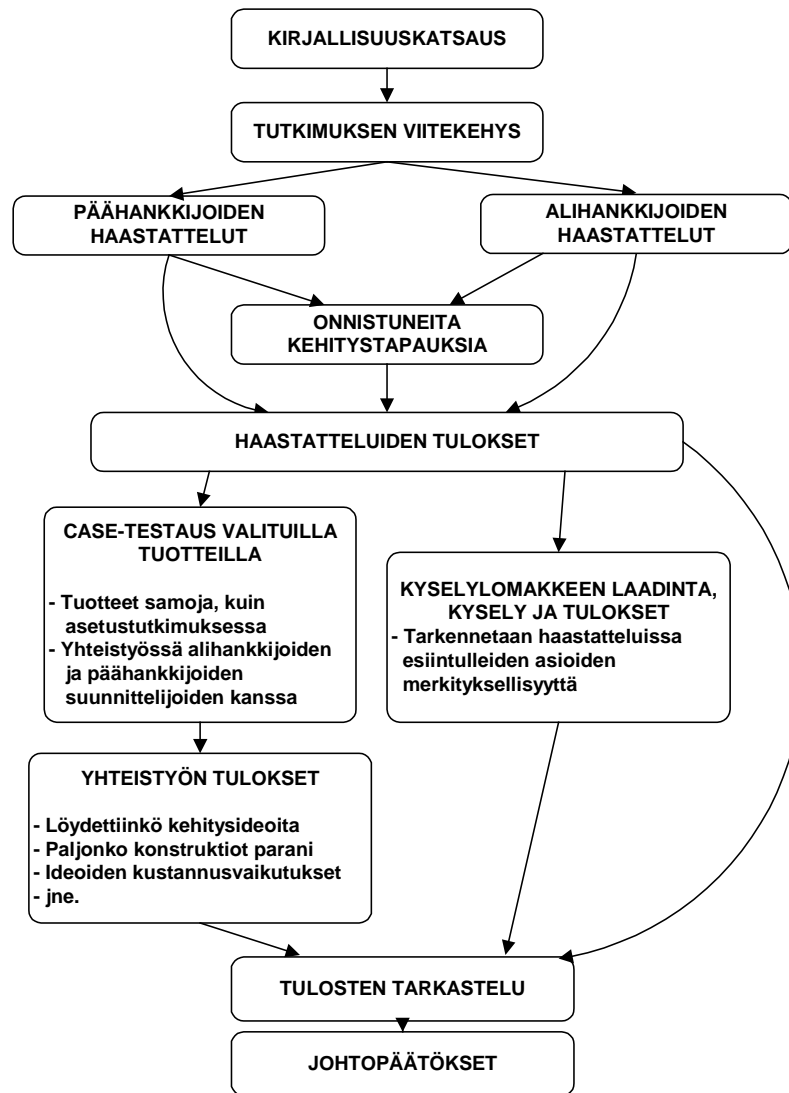 KIRJALLISUUSKATSAUS
TUTKIMUKSEN VIITEKEHYS
PÄÄHANKKIJOIDEN
HAASTATTELUT
ALIHANKKIJOIDEN
HAASTATTELUT
ONNISTUNEITA
KEHITYSTAPAUKSIA
HAASTATTELUIDEN TULOKSET
CASE-TESTAUS VALITUILLA
TUOTTEILLA
- Tuotteet samoja, kuin
asetustutkimuksessa
- Yhteistyössä alihankkijoiden
ja päähankkijoiden
suunnittelijoiden kanssa
KYSELYLOMAKKEEN LAADINTA,
KYSELY JA TULOKSET
- Tarkennetaan haastatteluissa
esiintulleiden asioiden
merkityksellisyyttä
YHTEISTYÖN TULOKSET
- Löydettiinkö kehitysideoita
- Paljonko konstruktiot parani
- Ideoiden kustannusvaikutukset
- jne.
TULOSTEN TARKASTELU
JOHTOPÄÄTÖKSET